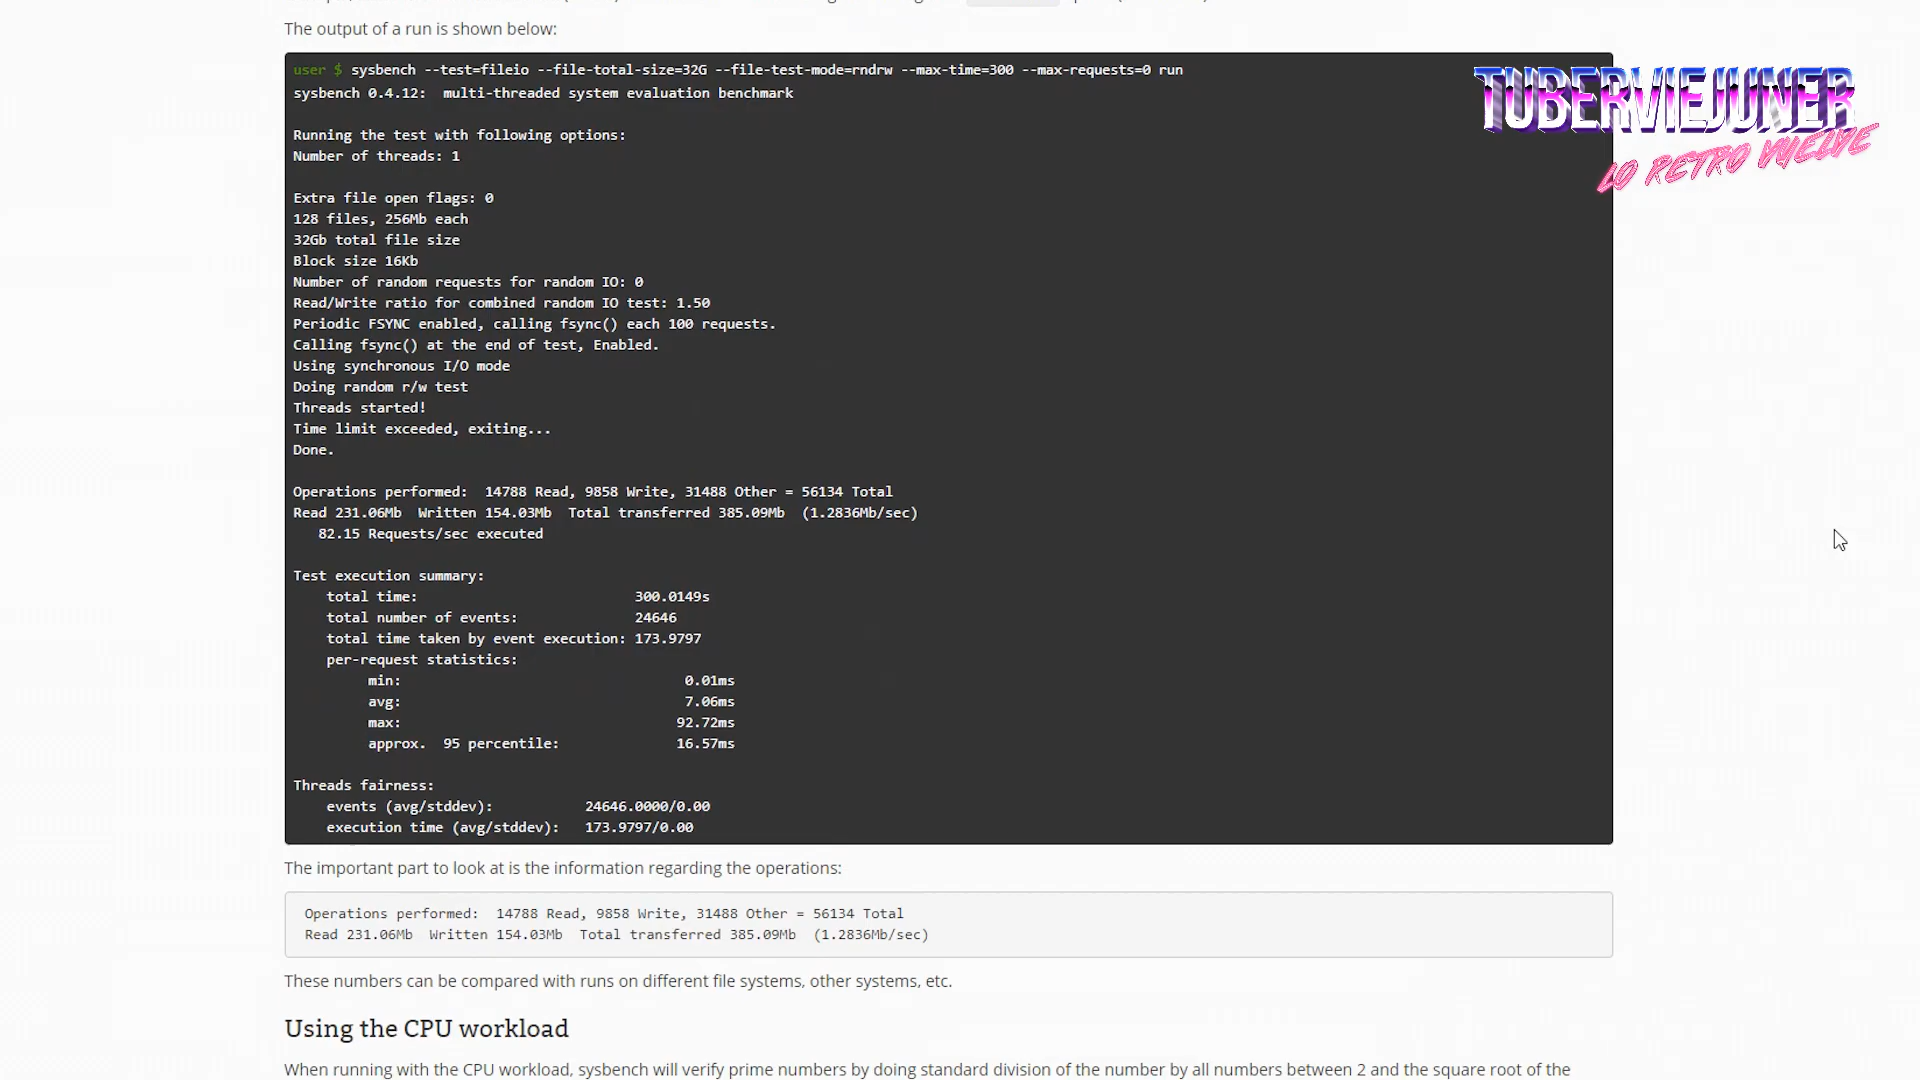 The output of a run is shown below:
user $ sysbench --test=fileio --file-total-size=32G --file-test-mode=rndrw --max-time=300 --max-requests=0 run
sysbench 0.4.12:  multi-threaded system evaluation benchmark
Running the test with following options:
Number of threads: 1
Extra file open flags: 0
128 files, 256Mb each
32Gb total file size
Block size 16Kb
Number of random requests for random IO: 0
Read/Write ratio for combined random IO test: 1.50
Periodic FSYNC enabled, calling fsync() each 100 requests.
Calling fsync() at the end of test, Enabled.
Using synchronous I/O mode
Doing random r/w test
Threads started!
Time limit exceeded, exiting...
Done.
Operations performed:  14788 Read, 9858 Write, 31488 Other = 56134 Total
Read 231.06Mb  Written 154.03Mb  Total transferred 385.09Mb  (1.2836Mb/sec)
82.15 Requests/sec executed
Test execution summary:
total time: 300.0149s
total number of events: 24646
total time taken by event execution: 173.9797
per-request statistics:
min: 0.01ms
avg: 7.06ms
max: 92.72ms
approx.  95 percentile: 16.57ms
Threads fairness:
events (avg/stddev): 24646.0000/0.00
execution time (avg/stddev): 173.9797/0.00
The important part to look at is the information regarding the operations:
Operations performed:  14788 Read, 9858 Write, 31488 Other = 56134 Total
Read 231.06Mb  Written 154.03Mb  Total transferred 385.09Mb  (1.2836Mb/sec)
These numbers can be compared with runs on different file systems, other systems, etc.
Using the CPU workload
When running with the CPU workload, sysbench will verify prime numbers by doing standard division of the number by all numbers between 2 and the square root of the
TUBERVIEJUNER
LO RETRO VUELVE